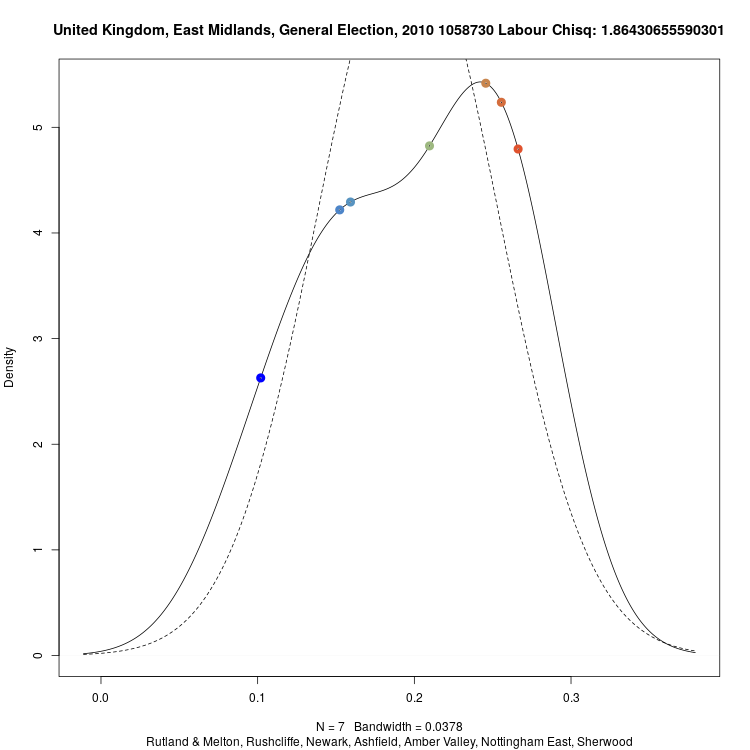 United Kingdom, East Midlands, General Election, 2010 1058730 Labour Chisq: 1.86430655590301
Density
5
4
3
2
1
0
0.0 0.1 0.2 0.3
N = 7 Bandwidth = 0.0378
Rutland & Melton, Rushcliffe, Newark, Ashfield, Amber Valley, Nottingham East, Sherwood